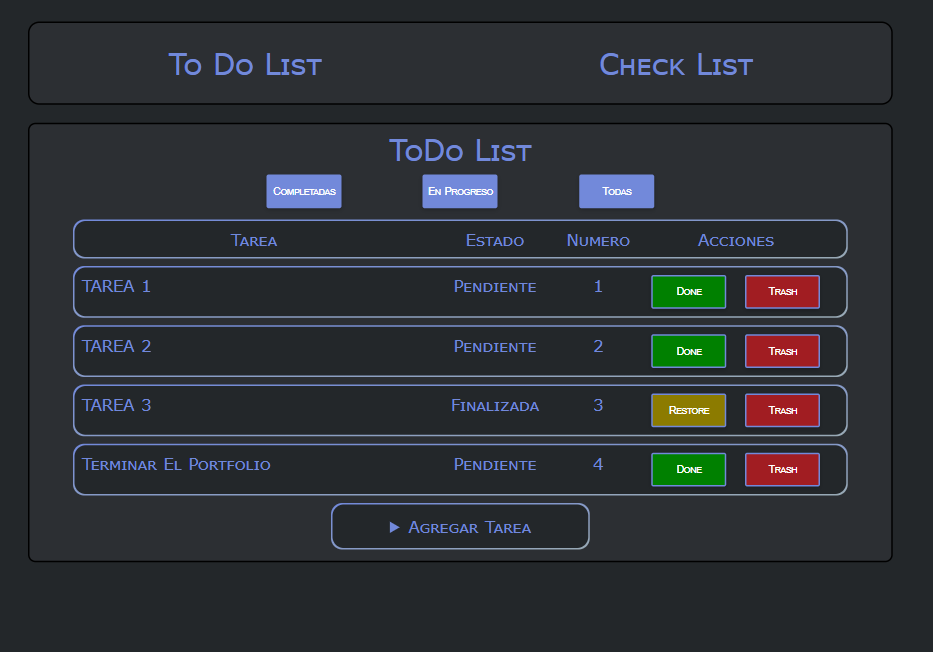 To Do List Check List
ToDo List
Completadas En Progreso Todas
Tarea Estado Numero Acciones
TAREA 1 Pendiente 1 Done Trash
TAREA 2 Pendiente 2 Done Trash
TAREA 3 Finalizada 3 Restore Trash
Terminar El Portfolio Pendiente 4 Done Trash
▶ Agregar Tarea